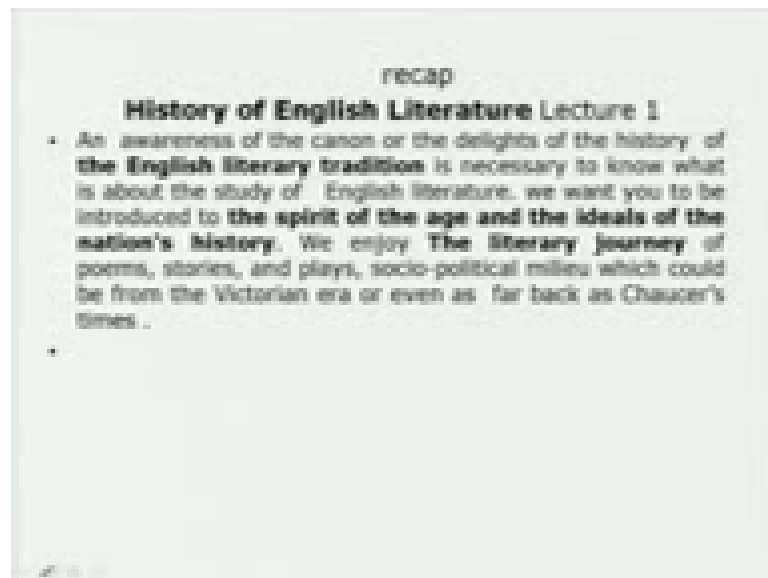 recap
History of English Literature Lecture 1
• An awareness of the canon or the delights of the history of
the English literary tradition is necessary to know what
is about the study of English literature. we want you to be
introduced to the spirit of the age and the ideals of the
nation's history. We enjoy The literary journey of
poems, stories, and plays, socio-political milieu which could
be from the Victorian era or even as far back as Chaucer's
times .
•